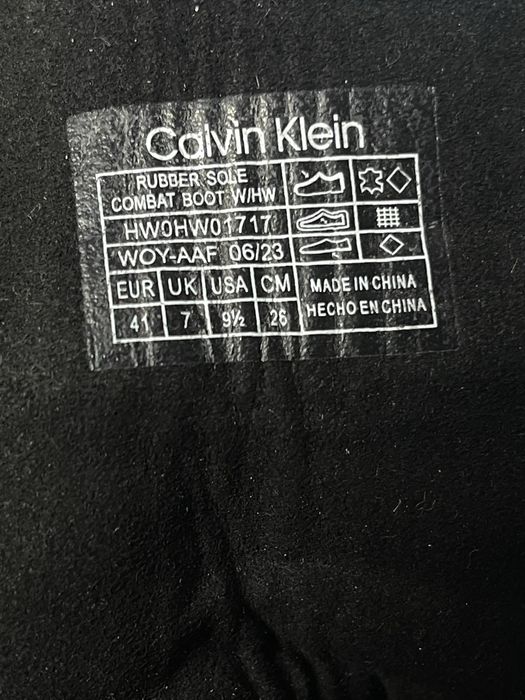 Calvin Klein
RUBBER SOLE
COMBAT BOOT W/HW
HW0HW01717
WOY-AAF 06/23
EUR UK USA CM
41 7 9½ 26
MADE IN CHINA
HECHO EN CHINA